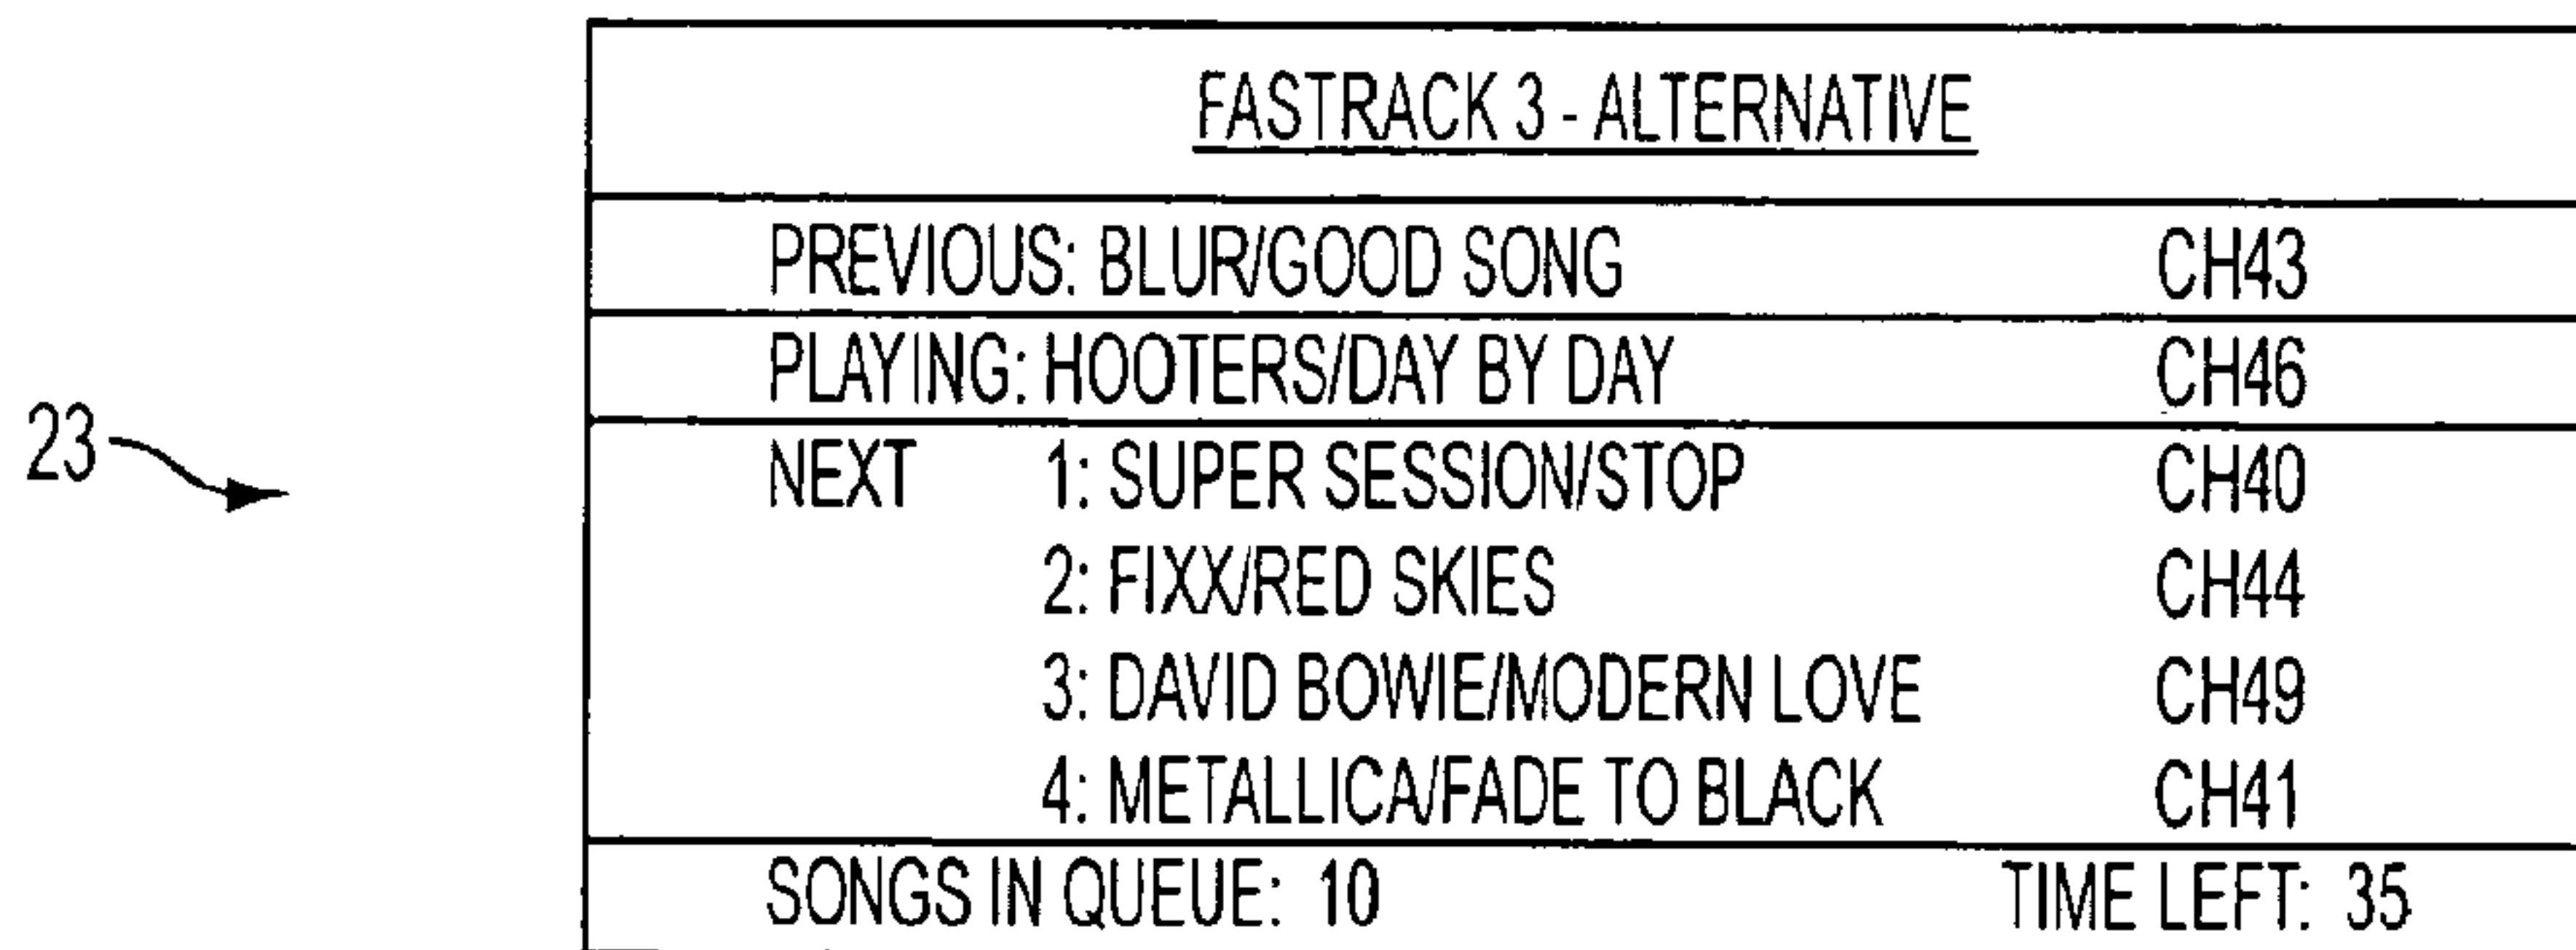 FASTRACK 3 - ALTERNATIVE
PREVIOUS: BLUR/GOOD SONG CH43
PLAYING: HOOTERS/DAY BY DAY CH46
23
NEXT 1: SUPER SESSION/STOP CH40
2: FIXX/RED SKIES CH44
3: DAVID BOWIE/MODERN LOVE CH49
4: METALLICA/FADE TO BLACK CH41
SONGS IN QUEUE: 10 TIME LEFT: 35